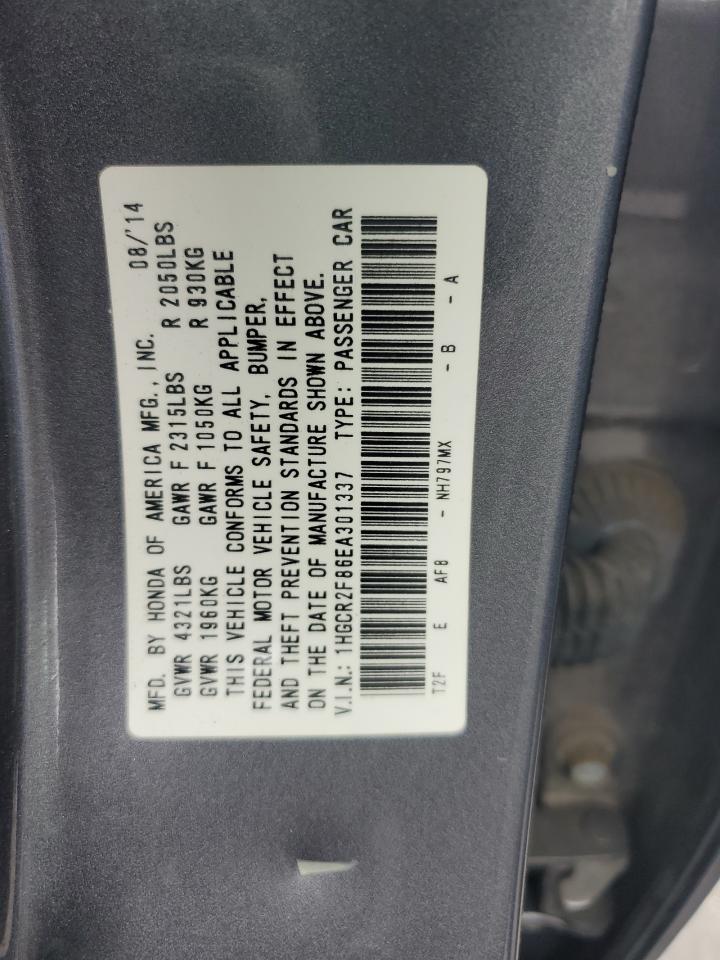 MFD. BY HONDA OF AMERICA MFG., INC. 08/'14
GVWR 4321LBS GAWR F 2315LBS R 2050LBS
GVWR 1960KG GAWR F 1050KG R 930KG
THIS VEHICLE CONFORMS TO ALL APPLICABLE
FEDERAL MOTOR VEHICLE SAFETY, BUMPER,
AND THEFT PREVENTION STANDARDS IN EFFECT
ON THE DATE OF MANUFACTURE SHOWN ABOVE.
V.I.N.: 1HGCR2F86EA301337 TYPE: PASSENGER CAR
T2F E AF8 - NH797MX - B - A